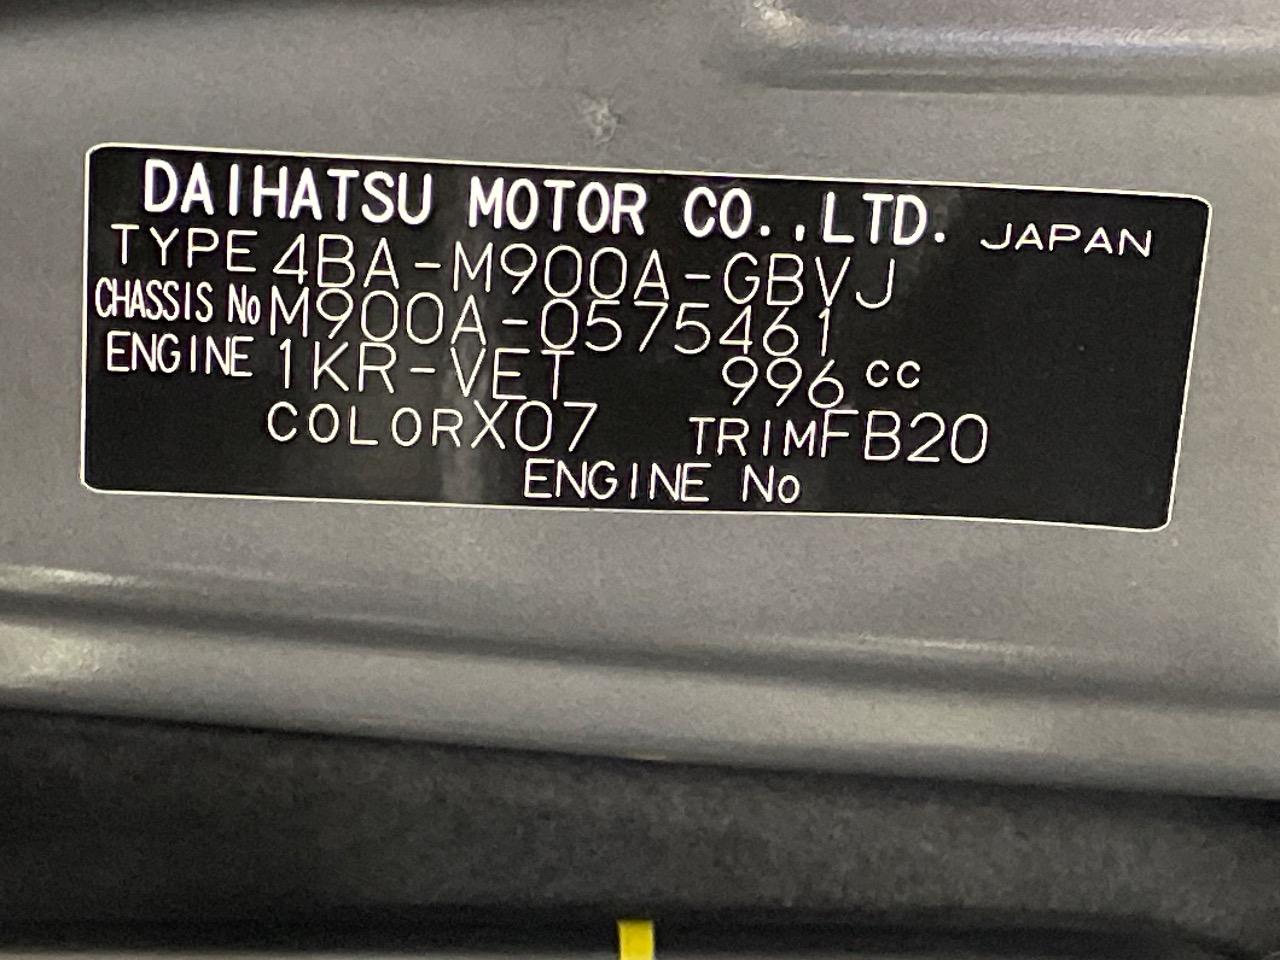 DAIHATSU MOTOR CO.,LTD. JAPAN
TYPE 4BA-M900A-GBVJ
CHASSIS No M900A-0575461
ENGINE 1KR-VET 996 cc
COLOR X07 TRIM FB20
ENGINE No